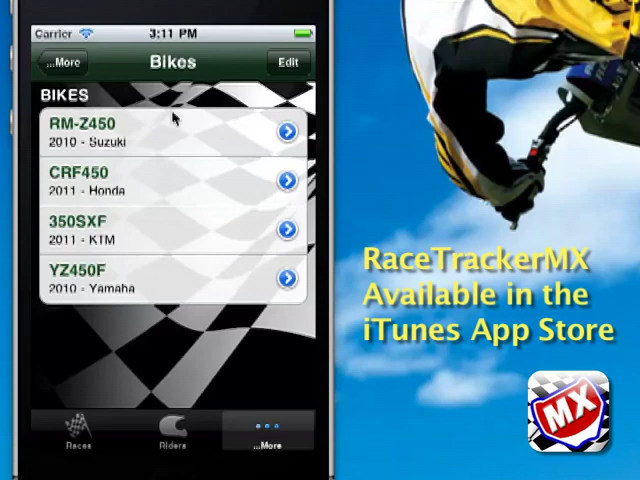 Carrier 3:11 PM
...More Bikes Edit
BIKES
RM-Z450
2010 - Suzuki
CRF450
2011 - Honda
350SXF
2011 - KTM
YZ450F
2010 - Yamaha
Races Riders ...More
RaceTrackerMX
Available in the
iTunes App Store
MX